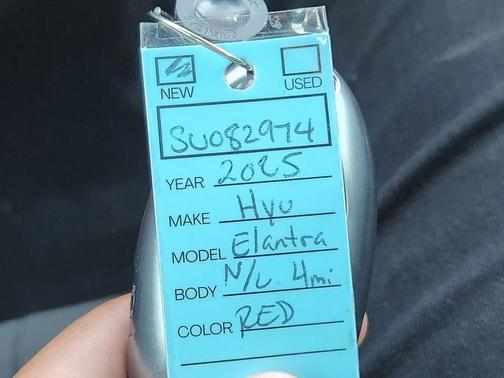 NEW USED
SU082974
YEAR 2025
MAKE Hyu
MODEL Elantra
BODY N/L 4mi
COLOR RED